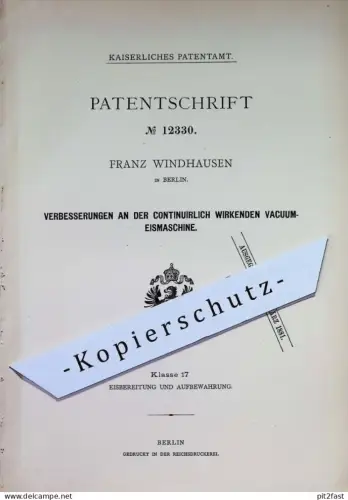 KAISERLICHES PATENTAMT.
PATENTSCHRIFT
№ 12330.
FRANZ WINDHAUSEN
IN BERLIN.
VERBESSERUNGEN AN DER CONTINUIRLICH WIRKENDEN VACUUM-
EISMASCHINE.
-Kopierschutz-
1881.
Klasse 17
EISBEREITUNG UND AUFBEWAHRUNG.
BERLIN
GEDRUCKT IN DER REICHSDRUCKEREI.
www.delcampe.net
pit2fast